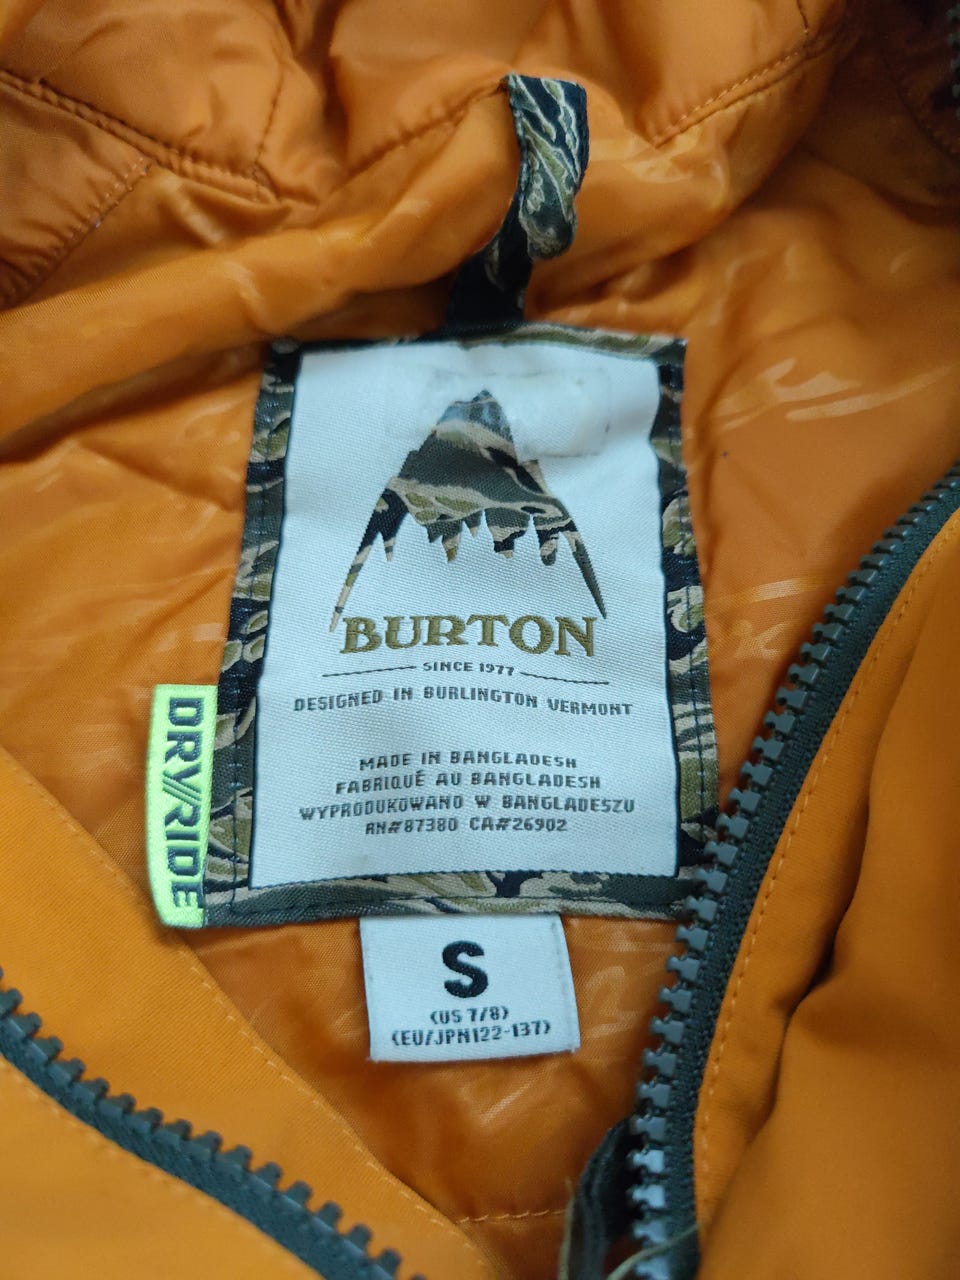 BURTON
SINCE 1977
DESIGNED IN BURLINGTON VERMONT
MADE IN BANGLADESH
FABRIQUÉ AU BANGLADESH
WYPRODUKOWANO W BANGLADESZU
RN#87380 CA#26902
DRY//RIDE
S
(US 7/8)
(EU/JPN122-137)